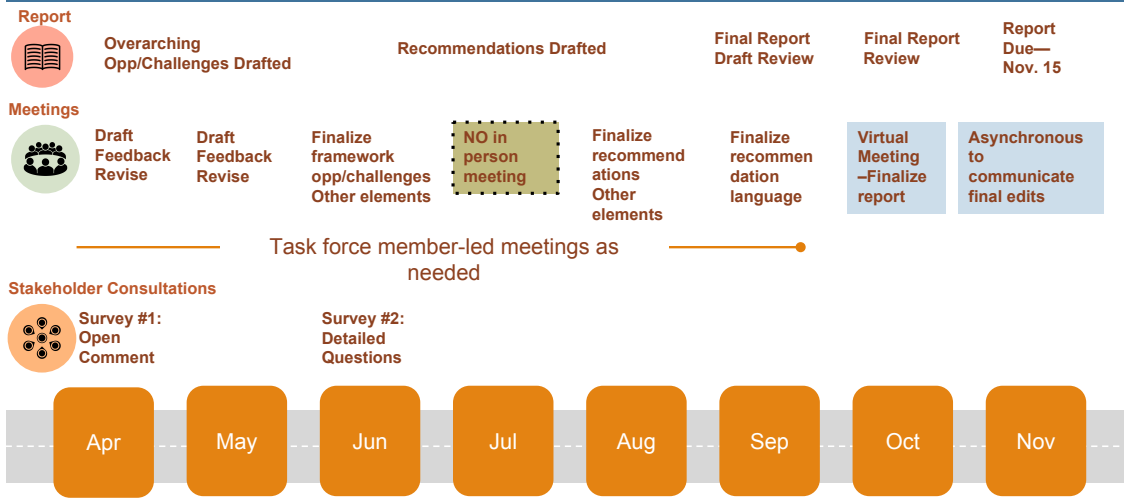 Report
Overarching
Opp/Challenges Drafted
Recommendations Drafted
Final Report
Draft Review
Final Report
Review
Report
Due—
Nov. 15
Meetings
Draft
Feedback
Revise
Draft
Feedback
Revise
Finalize
framework
opp/challenges
Other elements
NO in
person
meeting
Finalize
recommend
ations
Other
elements
Finalize
recommen
dation
language
Virtual
Meeting
–Finalize
report
Asynchronous
to
communicate
final edits
Task force member-led meetings as
needed
Stakeholder Consultations
Survey #1:
Open
Comment
Survey #2:
Detailed
Questions
Apr
May
Jun
Jul
Aug
Sep
Oct
Nov